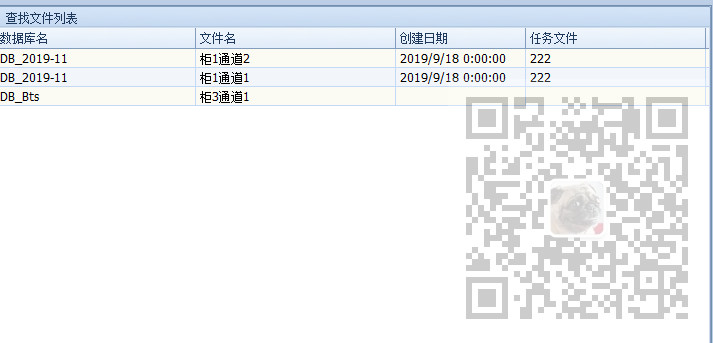 查找文件列表
数据库名 文件名 创建日期 任务文件
DB_2019-11 柜1通道2 2019/9/18 0:00:00 222
DB_2019-11 柜1通道1 2019/9/18 0:00:00 222
DB_Bts 柜3通道1